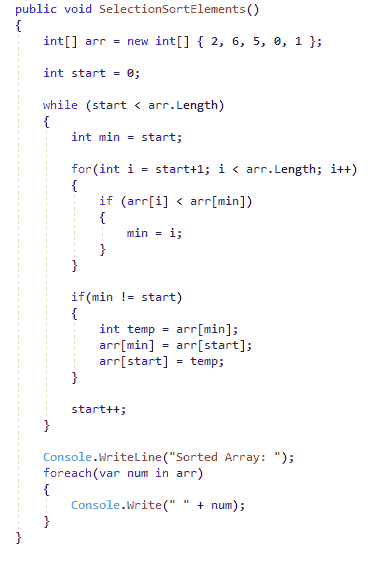 public void SelectionSortElements()
{
    int[] arr = new int[] { 2, 6, 5, 0, 1 };

    int start = 0;

    while (start < arr.Length)
    {
        int min = start;

        for(int i = start+1; i < arr.Length; i++)
        {
            if (arr[i] < arr[min])
            {
                min = i;
            }
        }

        if(min != start)
        {
            int temp = arr[min];
            arr[min] = arr[start];
            arr[start] = temp;
        }

        start++;
    }

    Console.WriteLine("Sorted Array: ");
    foreach(var num in arr)
    {
        Console.Write(" " + num);
    }
}